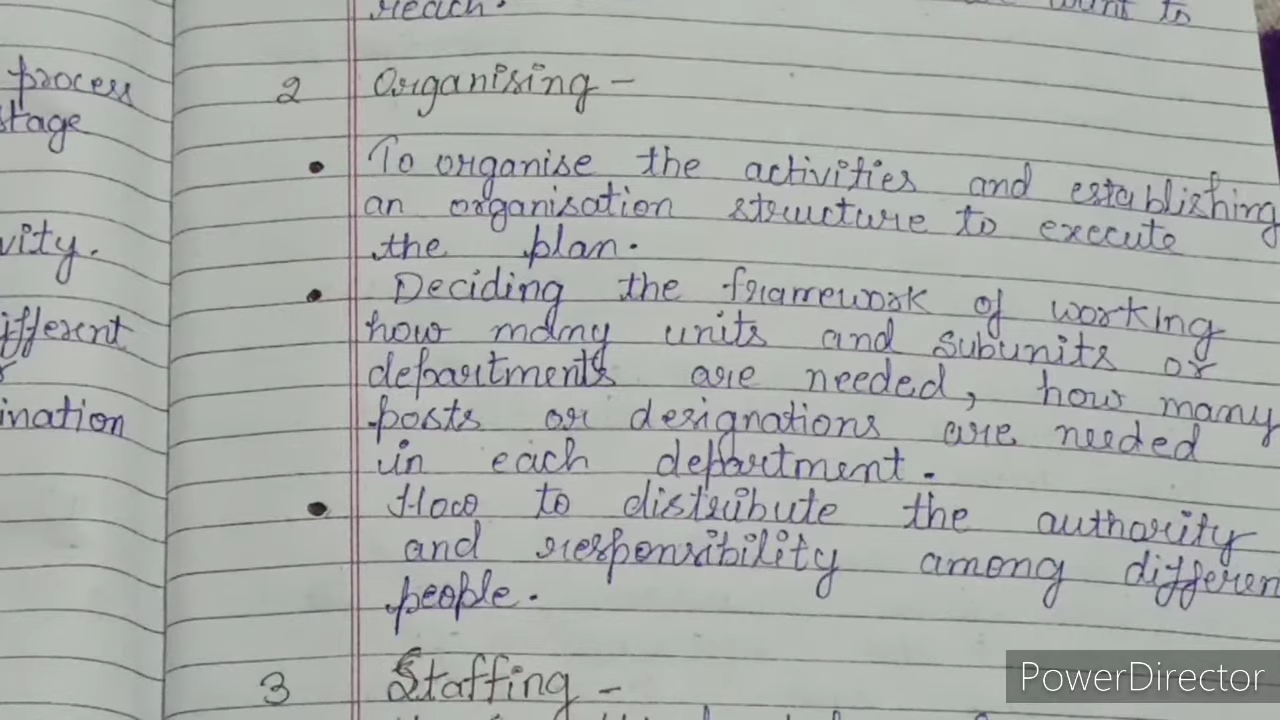 process
stage
vity.
ifferent
ination
reach.
to
2 Organising -
• To organise the activities and establishing
an organisation structure to execute
the plan.
• Deciding the framework of working
how many units and subunits or
departments are needed, how many
posts or designations are needed
in each department.
• How to distribute the authority
and responsibility among differen
people.
3 Staffing -
PowerDirector